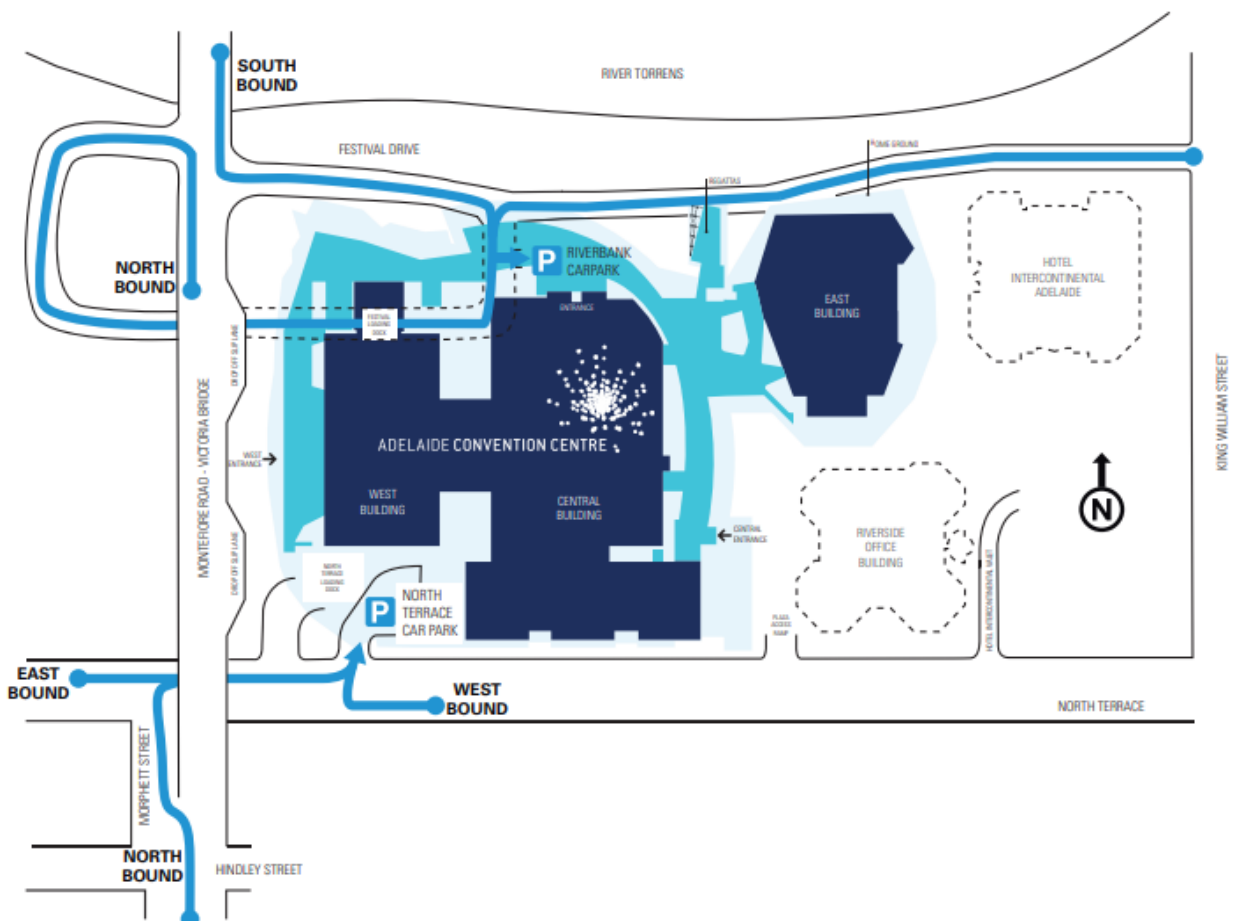 SOUTH
BOUND
RIVER TORRENS
FESTIVAL DRIVE
HOME GROUND
REGATTAS
NORTH
BOUND
P
RIVERBANK
CARPARK
HOTEL
INTERCONTINENTAL
ADELAIDE
EAST
BUILDING
ENTRANCE
FESTIVAL
LOADING
DOCK
DROP OFF SLIP LANE
MONTEFIORE ROAD - VICTORIA BRIDGE
KING WILLIAM STREET
ADELAIDE CONVENTION CENTRE
WEST
ENTRANCE
WEST
BUILDING
CENTRAL
BUILDING
N
CENTRAL
ENTRANCE
RIVERSIDE
OFFICE
BUILDING
DROP OFF SLIP LANE
NORTH
TERRACE
LOADING
DOCK
P
NORTH
TERRACE
CAR PARK
PLAZA
ACCESS
RAMP
HOTEL INTERCONTINENTAL VALET
EAST
BOUND
WEST
BOUND
NORTH TERRACE
MORPHETT STREET
NORTH
BOUND
HINDLEY STREET